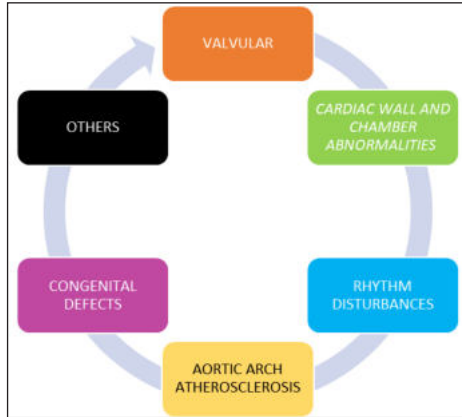 VALVULAR
CARDIAC WALL AND
CHAMBER
ABNORMALITIES
RHYTHM
DISTURBANCES
AORTIC ARCH
ATHEROSCLEROSIS
CONGENITAL
DEFECTS
OTHERS